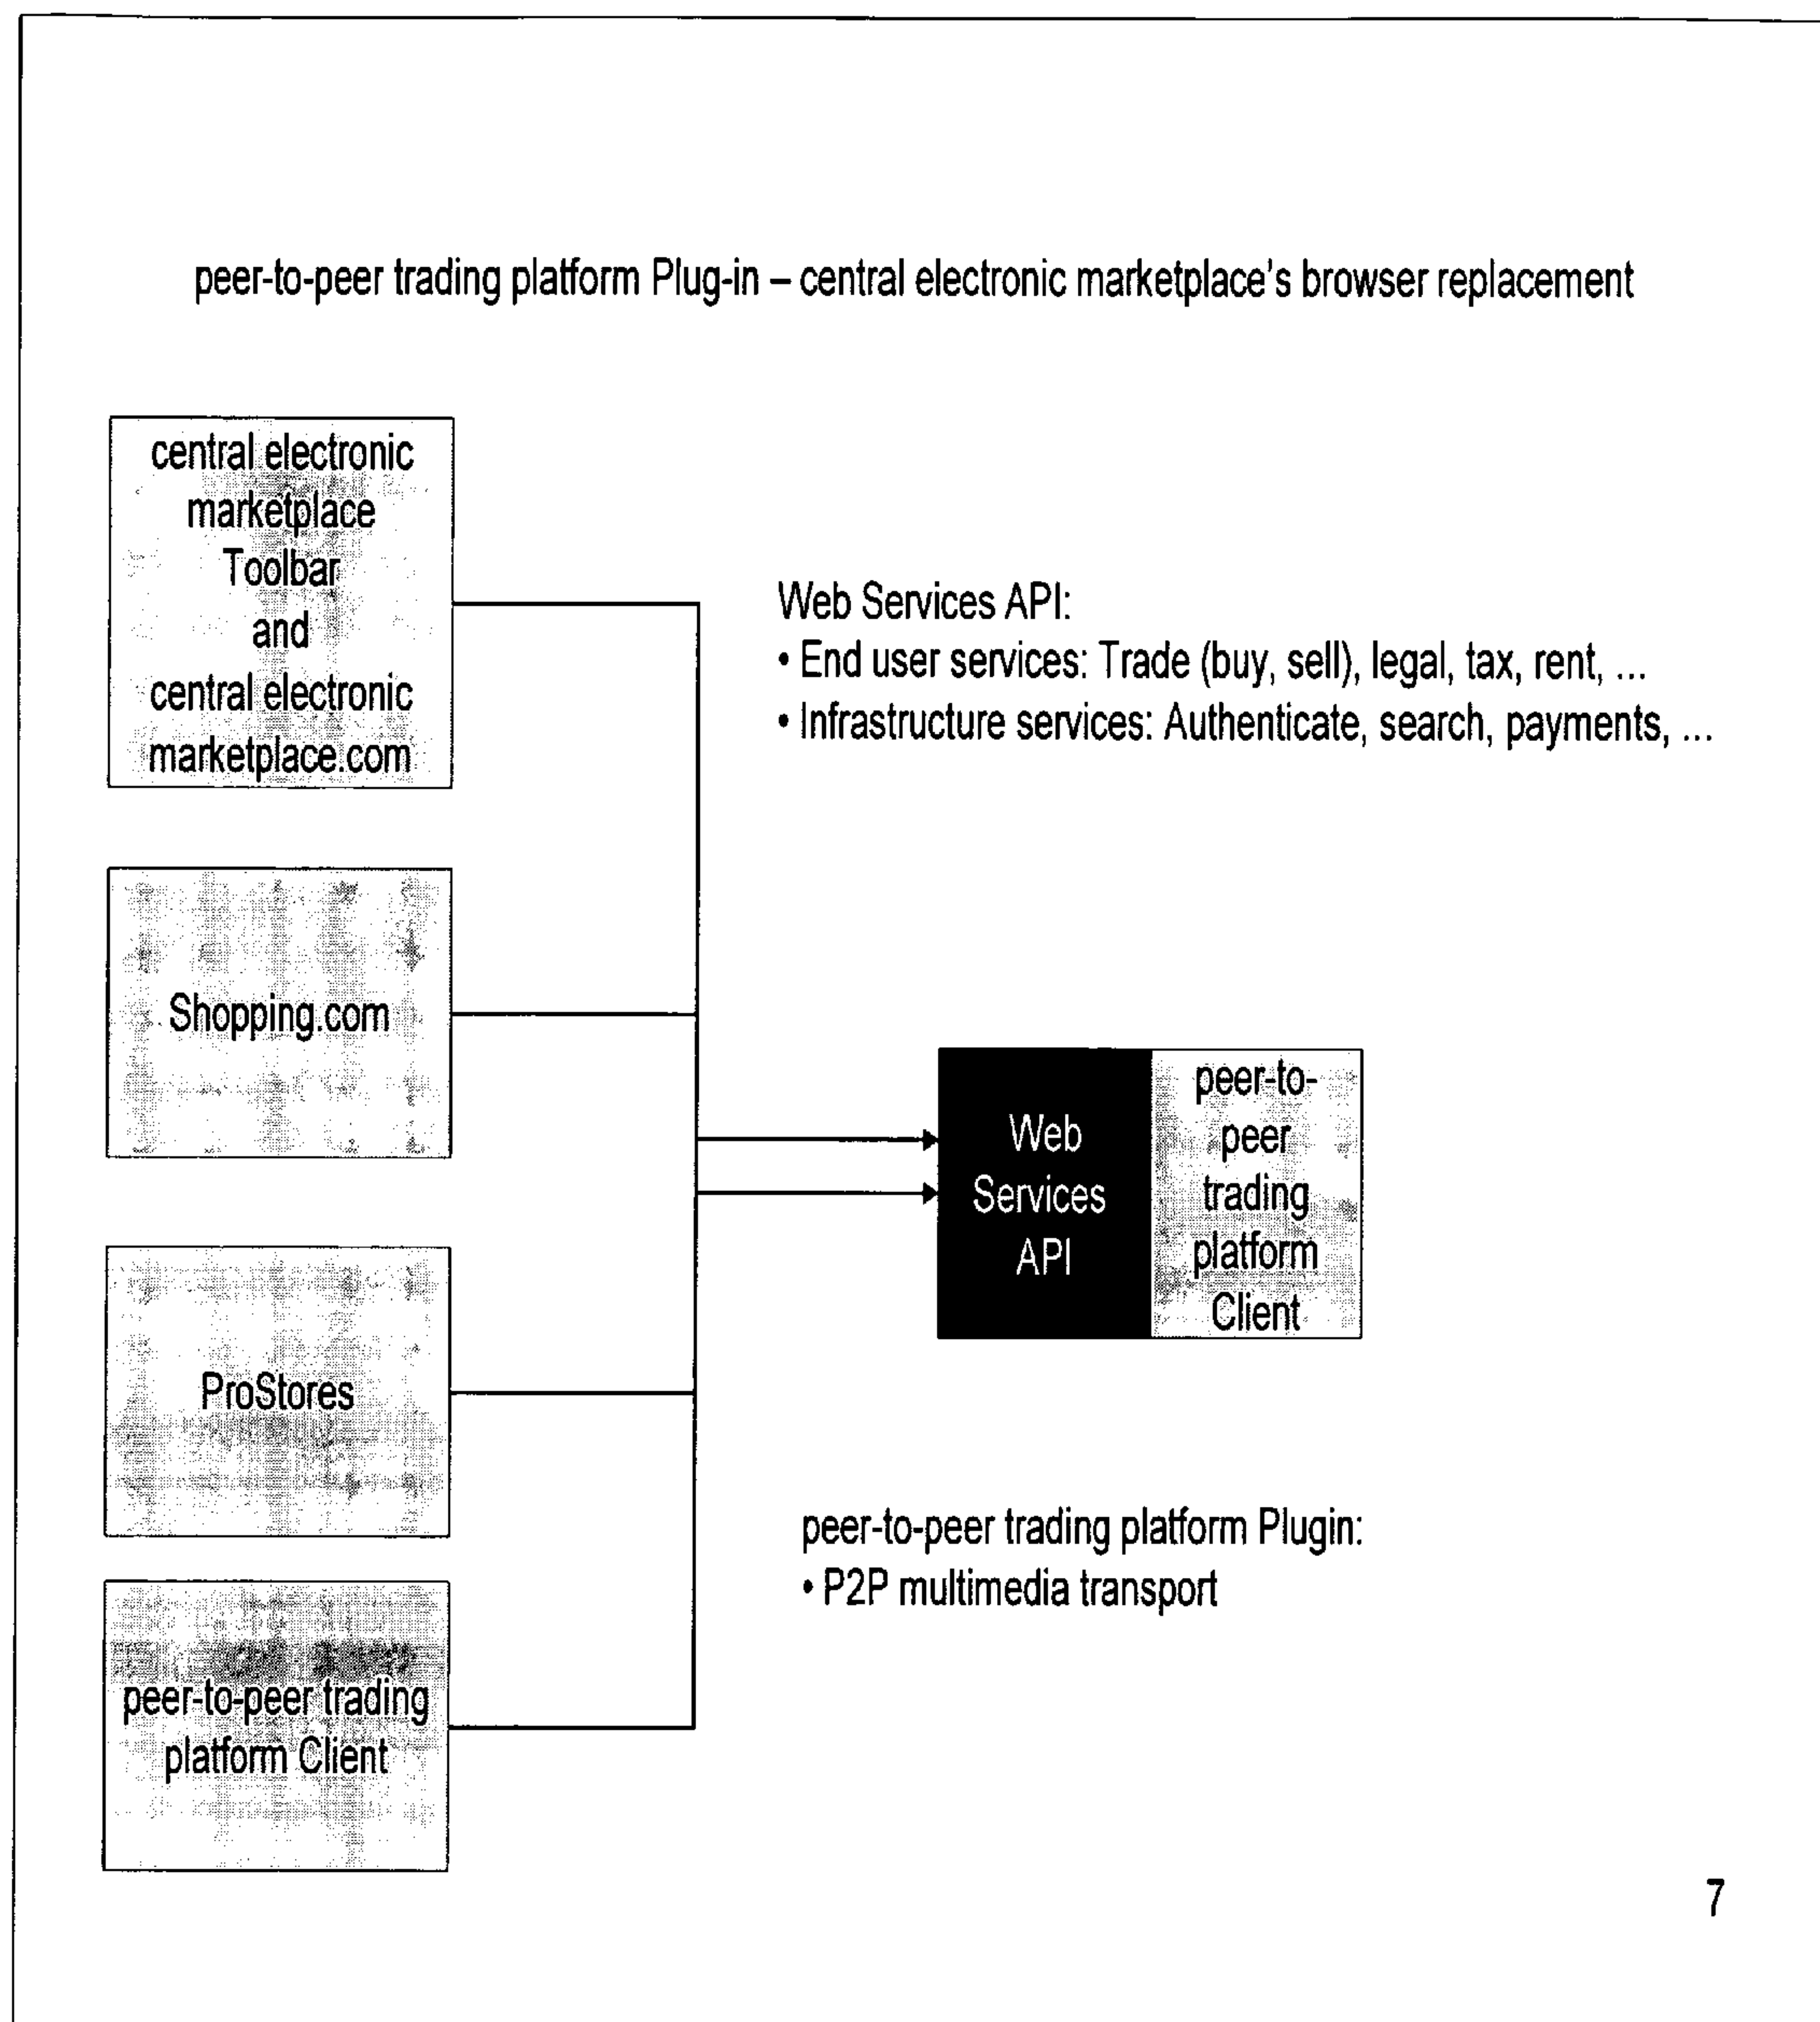 peer-to-peer trading platform Plug-in – central electronic marketplace's browser replacement
central electronic
marketplace
Toolbar
and
central electronic
marketplace.com
Web Services API:
• End user services: Trade (buy, sell), legal, tax, rent, ...
• Infrastructure services: Authenticate, search, payments, ...
Shopping.com
Web
Services
API
peer-to-
peer
trading
platform
Client
ProStores
peer-to-peer trading platform Plugin:
• P2P multimedia transport
peer-to-peer trading
platform Client
7